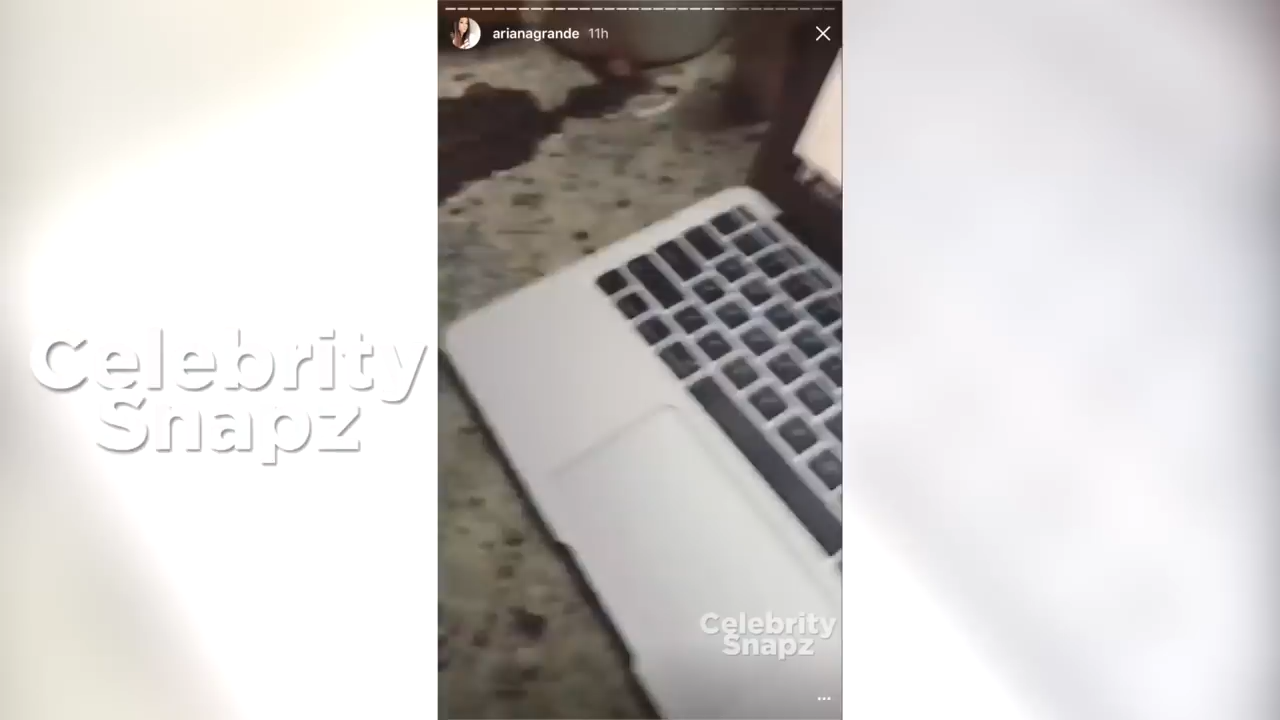 arianagrande 11h
Celebrity
Snapz
Celebrity
Snapz
...